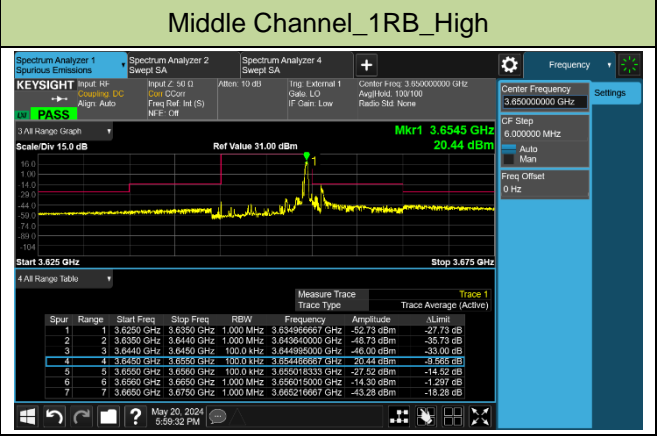 Middle Channel_1RB_High
Spectrum Analyzer 1
Spurious Emissions
Spectrum Analyzer 2
Swept SA
Spectrum Analyzer 4
Swept SA
Frequency
KEYSIGHT
Input: RF
Coupling: DC
Align: Auto
Input Z: 50 Ω
Corr CCorr
Freq Ref: Int (S)
NFE: Off
Atten: 10 dB
Trig: External 1
Gate: LO
IF Gain: Low
Center Freq: 3.650000000 GHz
Avg|Hold: 100/100
Radio Std: None
PASS
Center Frequency
3.650000000 GHz
Settings
CF Step
6.000000 MHz
Auto
Man
Freq Offset
0 Hz
3 All Range Graph
Mkr1 3.6545 GHz
20.44 dBm
Scale/Div 15.0 dB
Ref Value 31.00 dBm
1
16.0
1.00
-14.0
-29.0
-44.0
-59.0
-74.0
-89.0
-104
Start 3.625 GHz
Stop 3.675 GHz
4 All Range Table
Measure Trace Trace 1
Trace Type Trace Average (Active)
Spur Range Start Freq Stop Freq RBW Frequency Amplitude ΔLimit
1 1 3.6250 GHz 3.6350 GHz 1.000 MHz 3.634966667 GHz -52.73 dBm -27.73 dB
2 2 3.6350 GHz 3.6440 GHz 1.000 MHz 3.643640000 GHz -48.73 dBm -35.73 dB
3 3 3.6440 GHz 3.6450 GHz 100.0 kHz 3.644995000 GHz -46.00 dBm -33.00 dB
4 4 3.6450 GHz 3.6550 GHz 100.0 kHz 3.654466667 GHz 20.44 dBm -9.565 dB
5 5 3.6550 GHz 3.6560 GHz 100.0 kHz 3.655018333 GHz -27.52 dBm -14.52 dB
6 6 3.6560 GHz 3.6650 GHz 1.000 MHz 3.656015000 GHz -14.30 dBm -1.297 dB
7 7 3.6650 GHz 3.6750 GHz 1.000 MHz 3.665216667 GHz -43.28 dBm -18.28 dB
May 20, 2024
5:59:32 PM